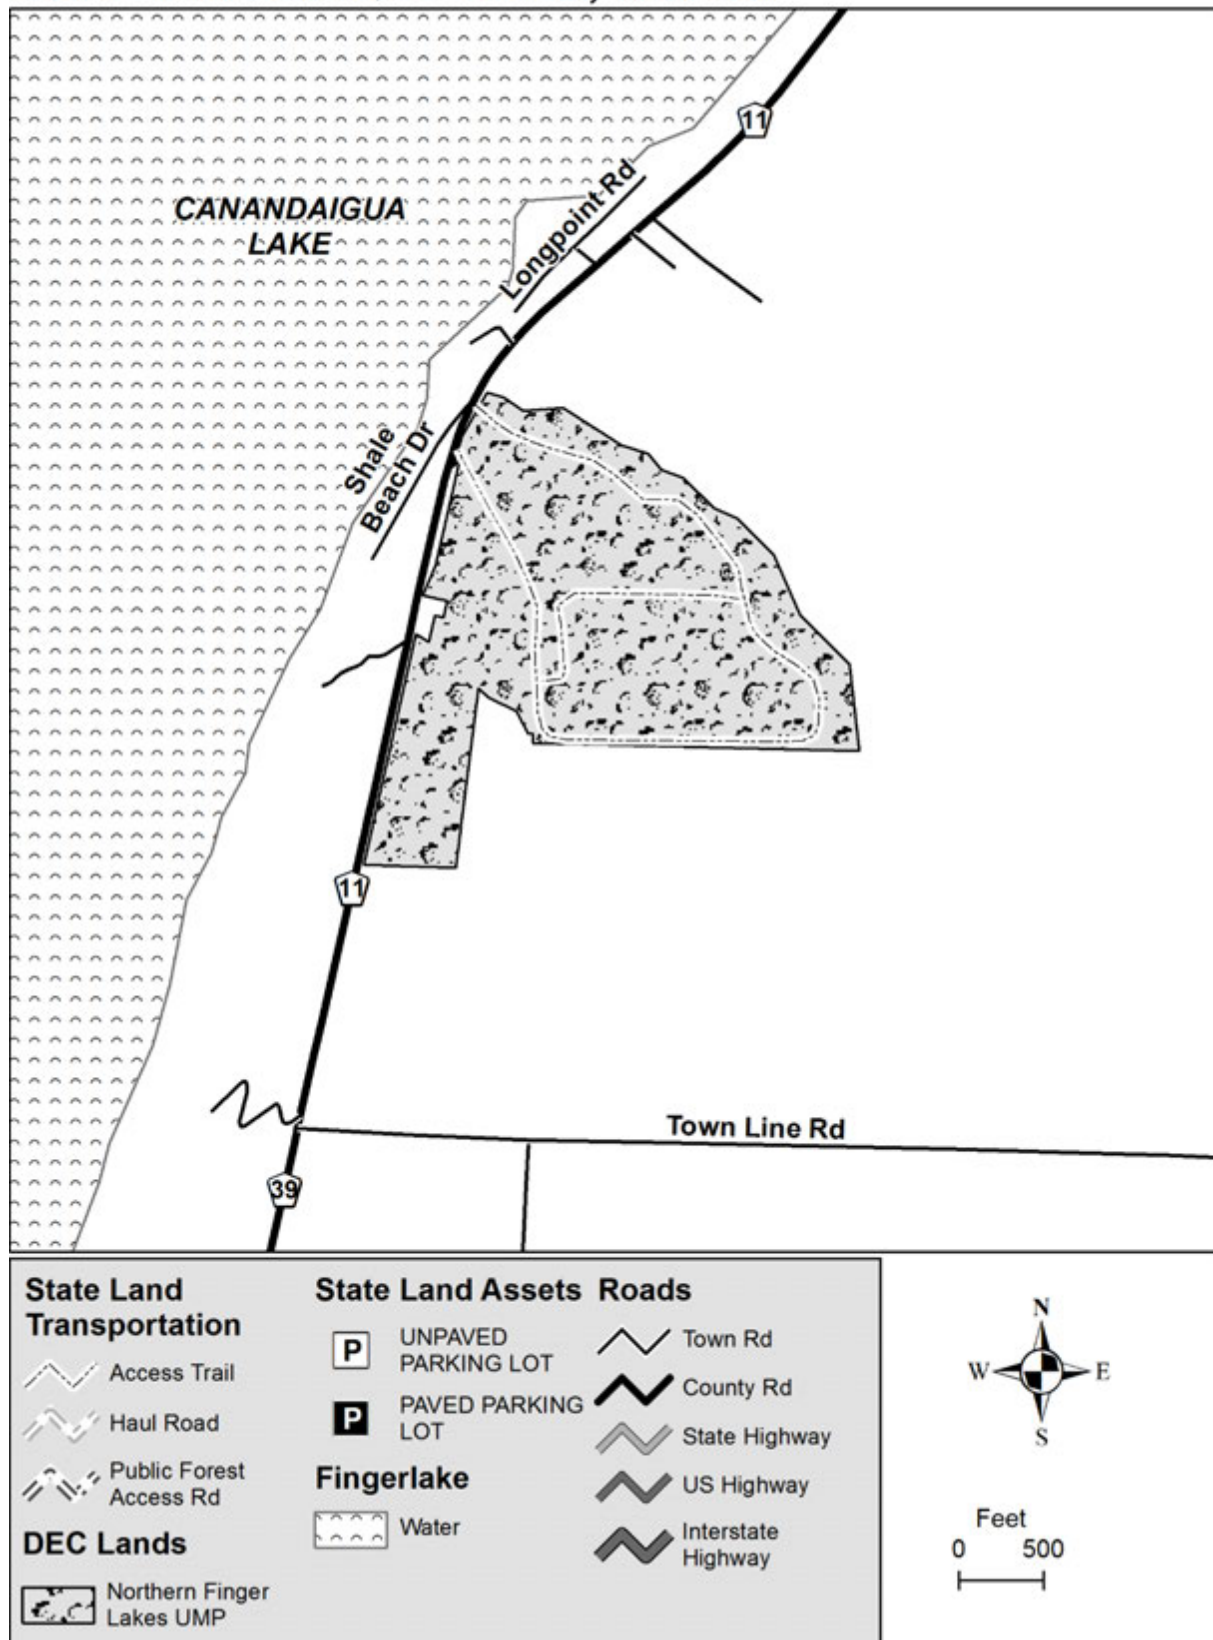 11
Longpoint Rd
CANANDAIGUA
LAKE
Shale
Beach Dr
11
Town Line Rd
39
State Land
Transportation
Access Trail
Haul Road
Public Forest
Access Rd
DEC Lands
Northern Finger
Lakes UMP
State Land Assets
P UNPAVED
PARKING LOT
P PAVED PARKING
LOT
Fingerlake
Water
Roads
Town Rd
County Rd
State Highway
US Highway
Interstate
Highway
N
W E
S
Feet
0 500